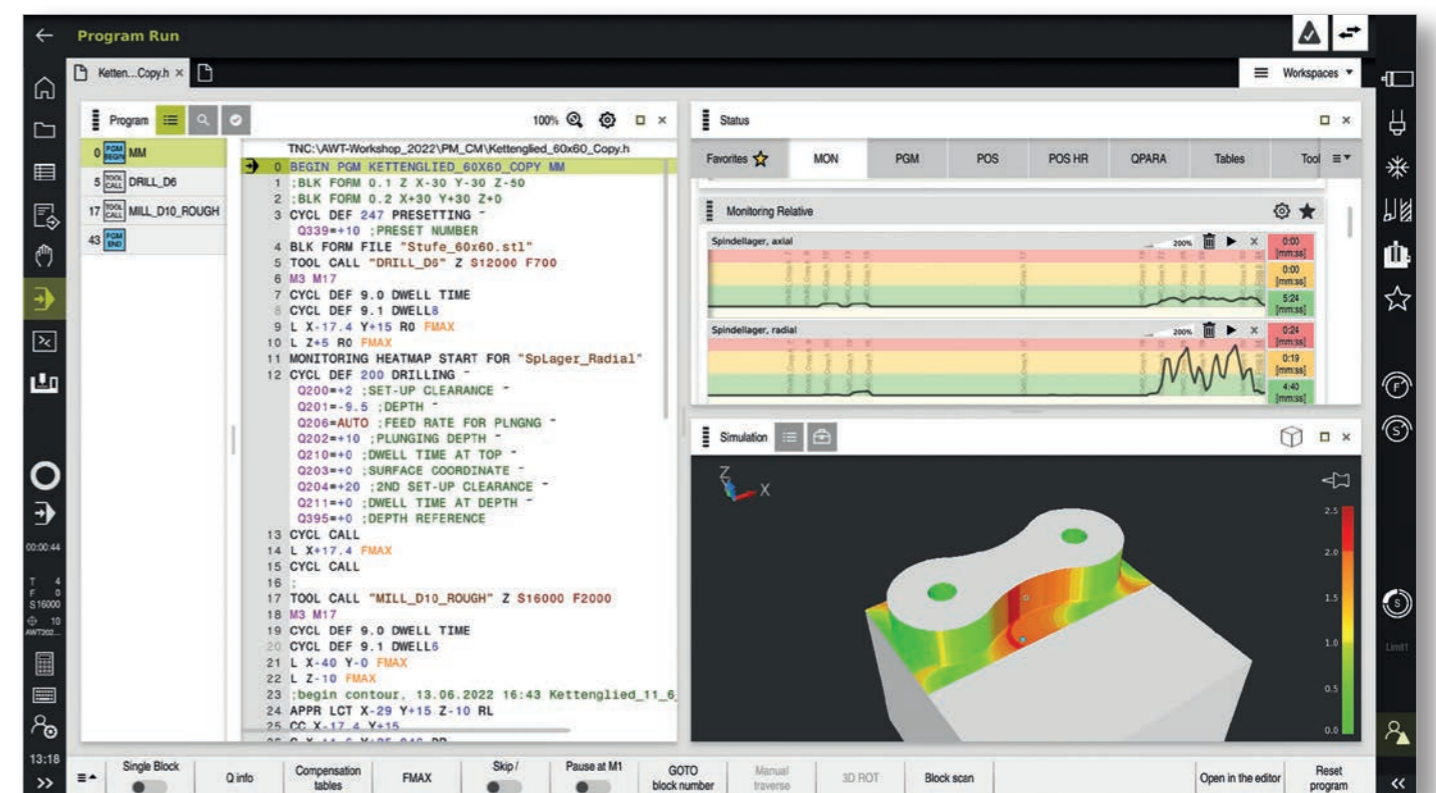 Program Run
Ketten...Copy.h ×
Workspaces
Program
100%
0 PGM BEGIN MM
5 TOOL CALL DRILL_D6
17 TOOL CALL MILL_D10_ROUGH
43 PGM END
TNC:\AWT-Workshop_2022\PM_CM\Kettenglied_60x60_Copy.h
0 BEGIN PGM KETTENGLIED_60X60_COPY MM
1 ;BLK FORM 0.1 Z X-30 Y-30 Z-50
2 ;BLK FORM 0.2 X+30 Y+30 Z+0
3 CYCL DEF 247 PRESETTING ~
Q339=+10 ;PRESET NUMBER
4 BLK FORM FILE "Stufe_60x60.stl"
5 TOOL CALL "DRILL_D6" Z S12000 F700
6 M3 M17
7 CYCL DEF 9.0 DWELL TIME
8 CYCL DEF 9.1 DWELL8
9 L X-17.4 Y+15 R0 FMAX
10 L Z+5 R0 FMAX
11 MONITORING HEATMAP START FOR "SpLager_Radial"
12 CYCL DEF 200 DRILLING ~
Q200=+2 ;SET-UP CLEARANCE ~
Q201=-9.5 ;DEPTH ~
Q206=AUTO ;FEED RATE FOR PLNGNG ~
Q202=+10 ;PLUNGING DEPTH ~
Q210=+0 ;DWELL TIME AT TOP ~
Q203=+0 ;SURFACE COORDINATE ~
Q204=+20 ;2ND SET-UP CLEARANCE ~
Q211=+0 ;DWELL TIME AT DEPTH ~
Q395=+0 ;DEPTH REFERENCE
13 CYCL CALL
14 L X+17.4 FMAX
15 CYCL CALL
16 ;
17 TOOL CALL "MILL_D10_ROUGH" Z S16000 F2000
18 M3 M17
19 CYCL DEF 9.0 DWELL TIME
20 CYCL DEF 9.1 DWELL6
21 L X-40 Y-0 FMAX
22 L Z-10 FMAX
23 ;begin contour, 13.06.2022 16:43 Kettenglied_11_6_
24 APPR LCT X-29 Y+15 Z-10 RL
25 CC X-17.4 Y+15
Status
Favorites MON PGM POS POS HR QPARA Tables Tool
Monitoring Relative
Spindellager, axial
200%
0:00
[mm:ss]
0:00
[mm:ss]
5:24
[mm:ss]
Spindellager, radial
200%
0:24
[mm:ss]
0:19
[mm:ss]
4:40
[mm:ss]
Simulation
Z
X
2.5
2.0
1.5
1.0
0.5
0.0
00:00:44
T 4
F 0
S 16000
10
AWT202...
13:18
F
S
S
Limit1
Single Block
Q info
Compensation tables
FMAX
Skip /
Pause at M1
GOTO block number
Manual traverse
3D ROT
Block scan
Open in the editor
Reset program